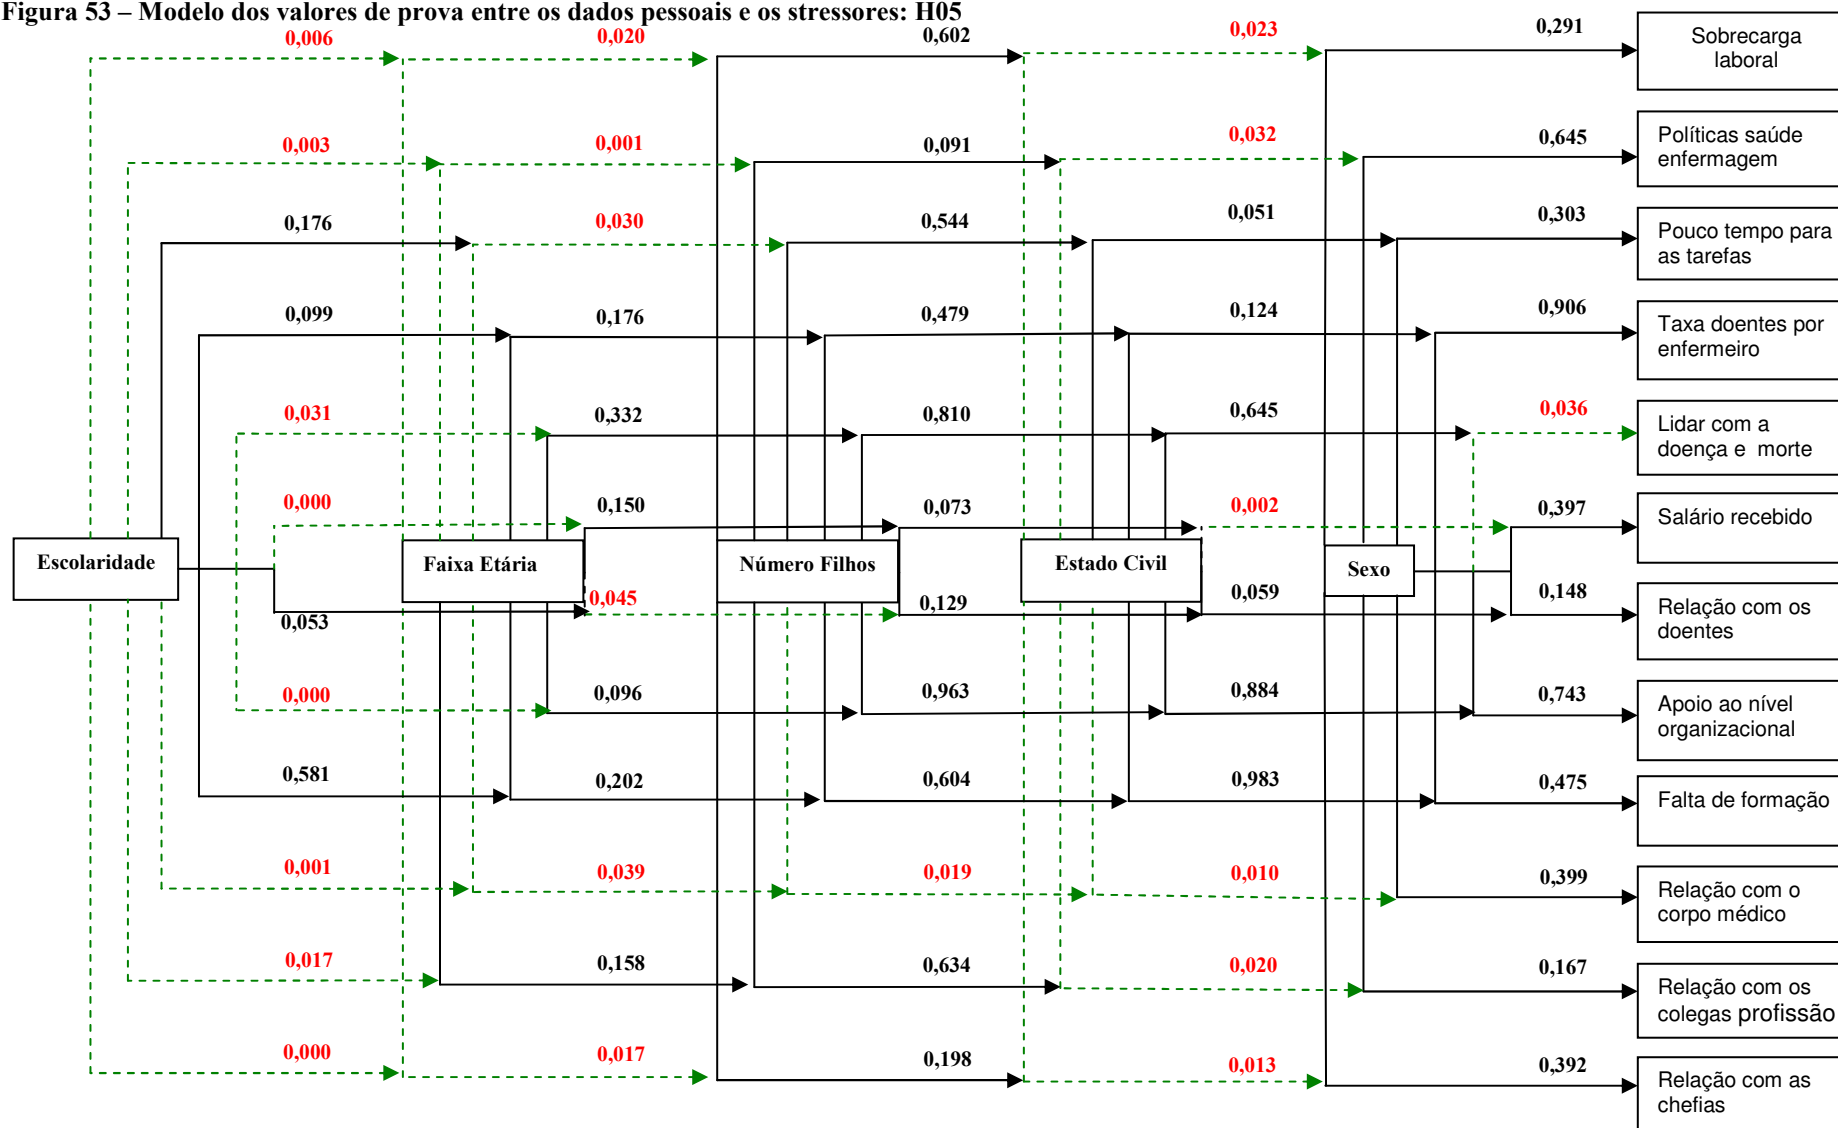 Figura 53 – Modelo dos valores de prova entre os dados pessoais e os stressores: H05
0,006 0,020 0,602 0,023 0,291
Sobrecarga
laboral
0,003 0,001 0,091 0,032 0,645
Políticas saúde
enfermagem
0,176 0,030 0,544 0,051 0,303
Pouco tempo para
as tarefas
0,099 0,176 0,479 0,124 0,906
Taxa doentes por
enfermeiro
0,031 0,332 0,810 0,645 0,036
Lidar com a
doença e morte
0,000 0,150 0,073 0,002 0,397
Salário recebido
Escolaridade Faixa Etária Número Filhos Estado Civil Sexo
0,053 0,045 0,129 0,059 0,148
Relação com os
doentes
0,000 0,096 0,963 0,884 0,743
Apoio ao nível
organizacional
0,581 0,202 0,604 0,983 0,475
Falta de formação
0,001 0,039 0,019 0,010 0,399
Relação com o
corpo médico
0,017 0,158 0,634 0,020 0,167
Relação com os
colegas profissão
0,000 0,017 0,198 0,013 0,392
Relação com as
chefias